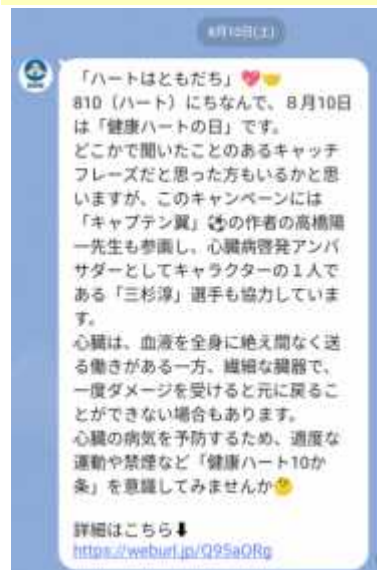 8月10日(土)
「ハートはともだち」💖🤝
810（ハート）にちなんで、８月10日
は「健康ハートの日」です。
どこかで聞いたことのあるキャッチ
フレーズだと思った方もいるかと思
いますが、このキャンペーンには
「キャプテン翼」⚽の作者の高橋陽
一先生も参画し、心臓病啓発アンバ
サダーとしてキャラクターの１人で
ある「三杉淳」選手も協力していま
す。
心臓は、血液を全身に絶え間なく送
る働きがある一方、繊細な臓器で、
一度ダメージを受けると元に戻るこ
とができない場合もあります。
心臓の病気を予防するため、適度な
運動や禁煙など「健康ハート10か
条」を意識してみませんか🤔
詳細はこちら⬇
https://weburl.jp/Q95aORg